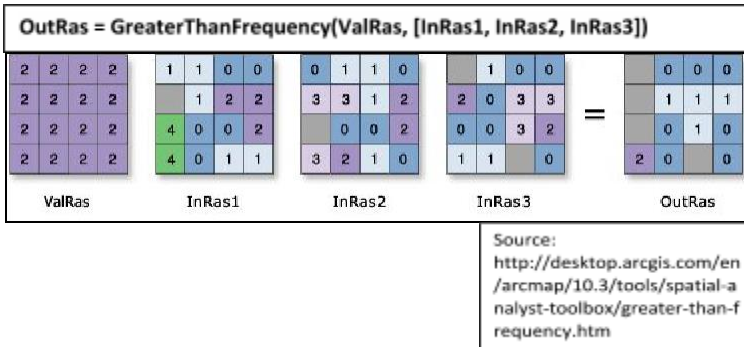 OutRas = GreaterThanFrequency(ValRas, [InRas1, InRas2, InRas3])
2 2 2 2 1 1 0 0 0 1 1 0 1 0 0 0 0 0
2 2 2 2 1 2 2 3 3 1 2 2 0 3 3 = 1 1 1
2 2 2 2 4 0 0 2 0 0 2 0 0 3 2 0 1 0
2 2 2 2 4 0 1 1 3 2 1 0 1 1 0 2 0 0
ValRas InRas1 InRas2 InRas3 OutRas
Source:
http://desktop.arcgis.com/en
/arcmap/10.3/tools/spatial-a
nalyst-toolbox/greater-than-f
requency.htm